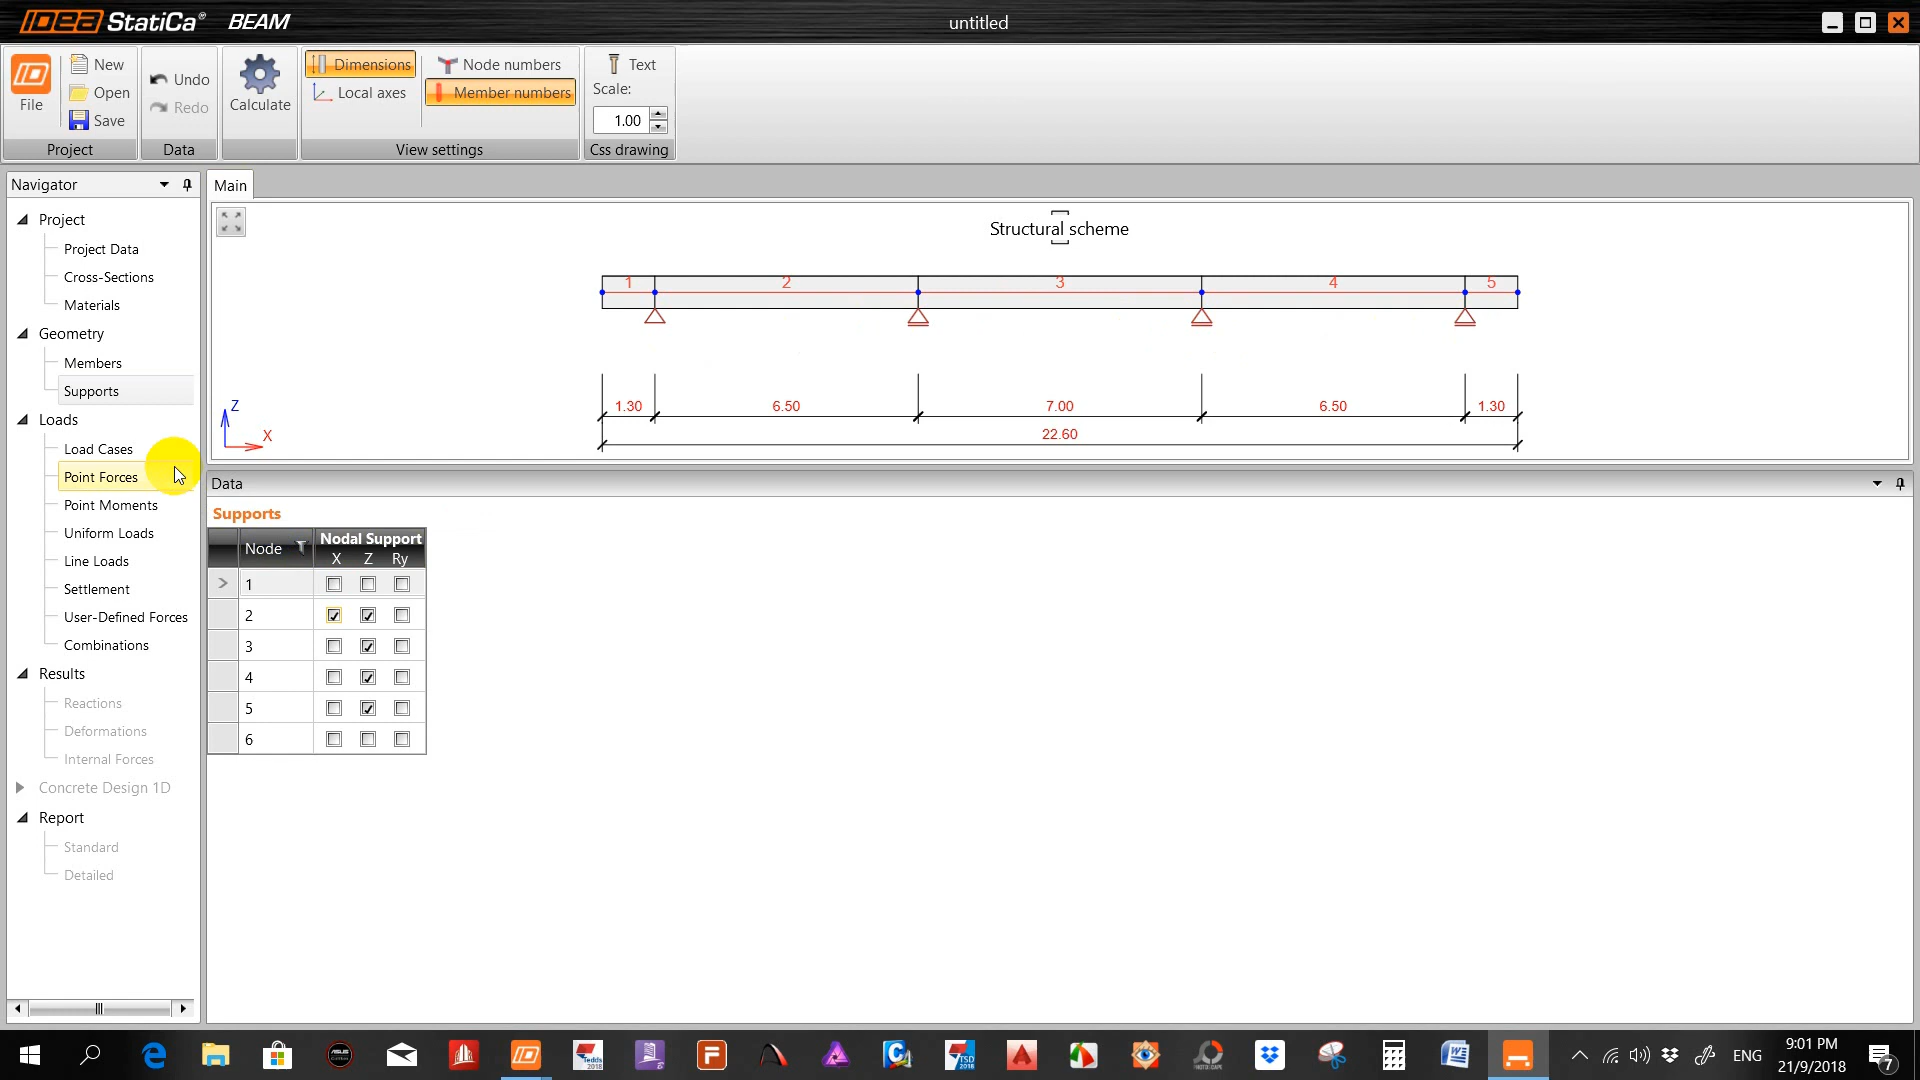 IDEA StatiCa® BEAM
untitled
File
New
Open
Save
Project
Undo
Redo
Data
Calculate
Dimensions
Local axes
Node numbers
Member numbers
View settings
Text
Scale:
1.00
Css drawing
Navigator
Project
Project Data
Cross-Sections
Materials
Geometry
Members
Supports
Loads
Load Cases
Point Forces
Point Moments
Uniform Loads
Line Loads
Settlement
User-Defined Forces
Combinations
Results
Reactions
Deformations
Internal Forces
Concrete Design 1D
Report
Standard
Detailed
Main
Structural scheme
1 2 3 4 5
1.30 6.50 7.00 6.50 1.30
22.60
Z
X
Data
Supports
Node
Nodal Support
X Z Ry
1
2
3
4
5
6
Tedds 2018
TSD 2018
ENG
9:01 PM
21/9/2018
7